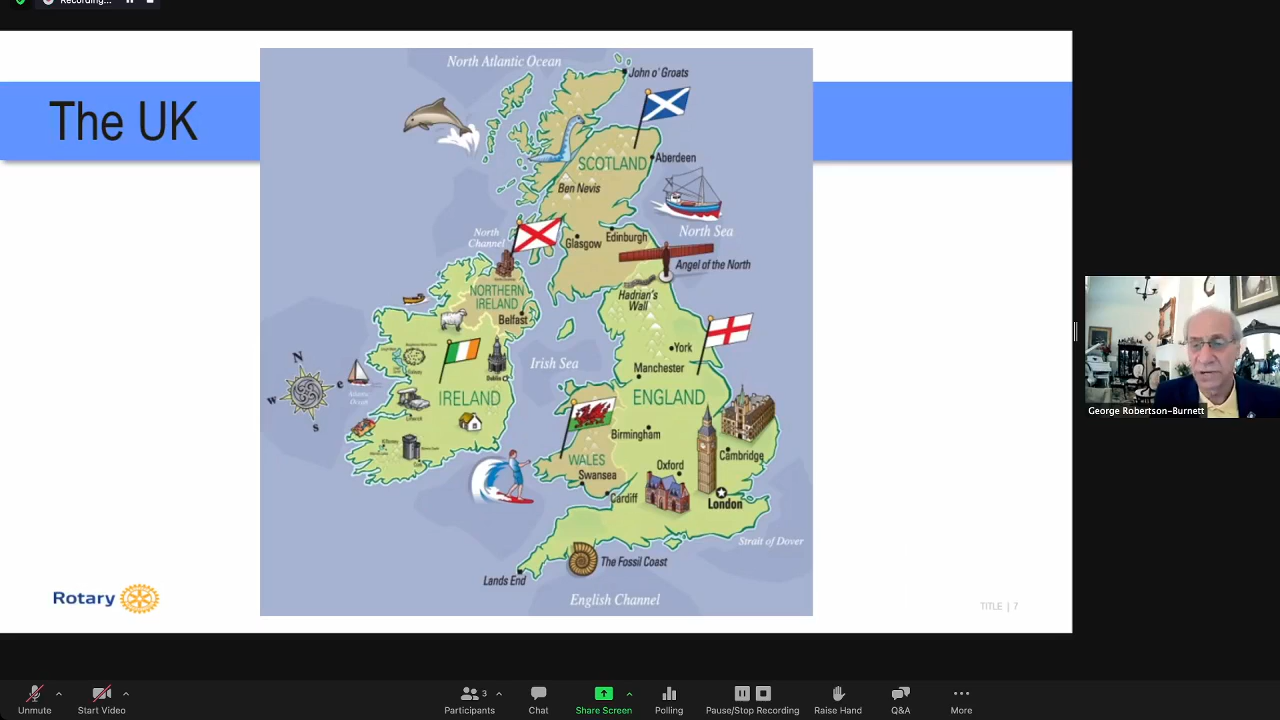 Recording...
The UK
North Atlantic Ocean
John o' Groats
SCOTLAND
Aberdeen
Ben Nevis
North
Channel
Glasgow
Edinburgh
North Sea
Angel of the North
Hadrian's
Wall
NORTHERN
IRELAND
Belfast
York
Irish Sea
Manchester
N
e
s
w
Atlantic
Ocean
Dublin
IRELAND
ENGLAND
Birmingham
WALES
Swansea
Oxford
Cambridge
Cardiff
London
Strait of Dover
The Fossil Coast
Lands End
English Channel
Rotary
TITLE | 7
George Robertson-Burnett
Unmute
Start Video
Participants
3
Chat
Share Screen
Polling
Pause/Stop Recording
Raise Hand
Q&A
More